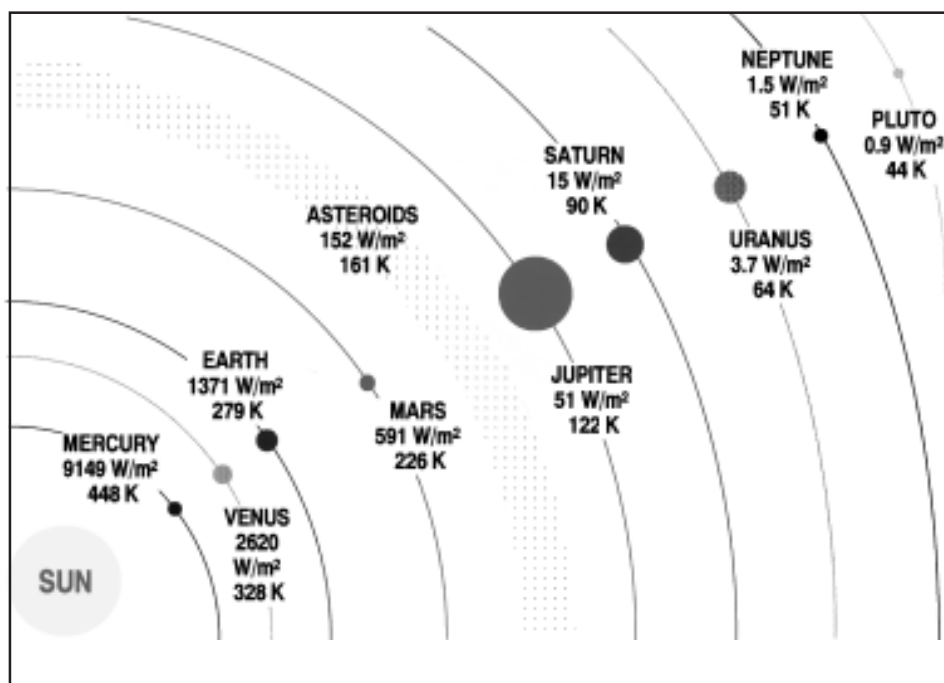 NEPTUNE
1.5 W/m²
51 K
PLUTO
0.9 W/m²
44 K
SATURN
15 W/m²
90 K
ASTEROIDS
152 W/m²
161 K
URANUS
3.7 W/m²
64 K
EARTH
1371 W/m²
279 K
JUPITER
51 W/m²
122 K
MARS
591 W/m²
226 K
MERCURY
9149 W/m²
448 K
VENUS
2620
W/m²
328 K
SUN